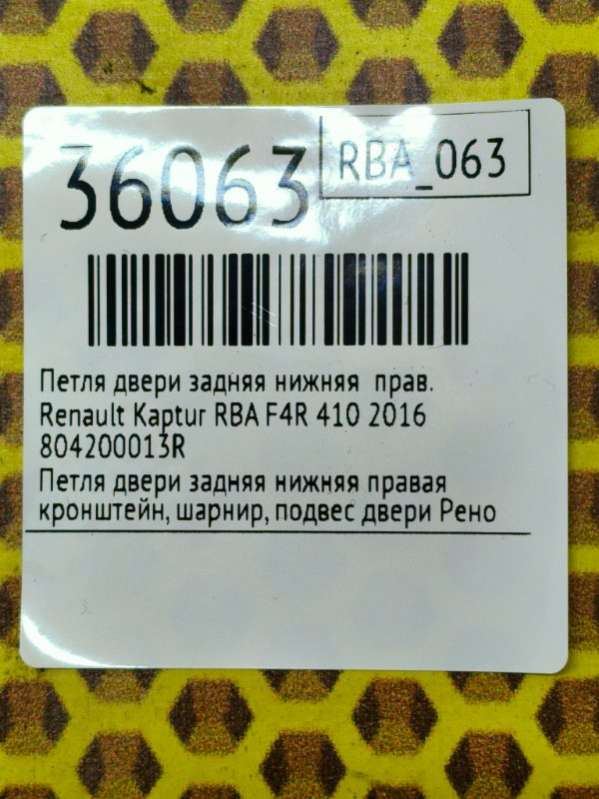 36063
RBA_063
Петля двери задняя нижняя прав.
Renault Kaptur RBA F4R 410 2016
804200013R
Петля двери задняя нижняя правая
кронштейн, шарнир, подвес двери Рено